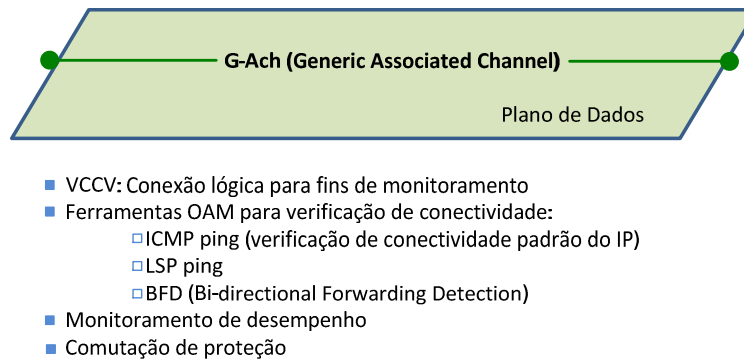 G-Ach (Generic Associated Channel)
Plano de Dados
VCCV: Conexão lógica para fins de monitoramento
Ferramentas OAM para verificação de conectividade:
ICMP ping (verificação de conectividade padrão do IP)
LSP ping
BFD (Bi-directional Forwarding Detection)
Monitoramento de desempenho
Comutação de proteção